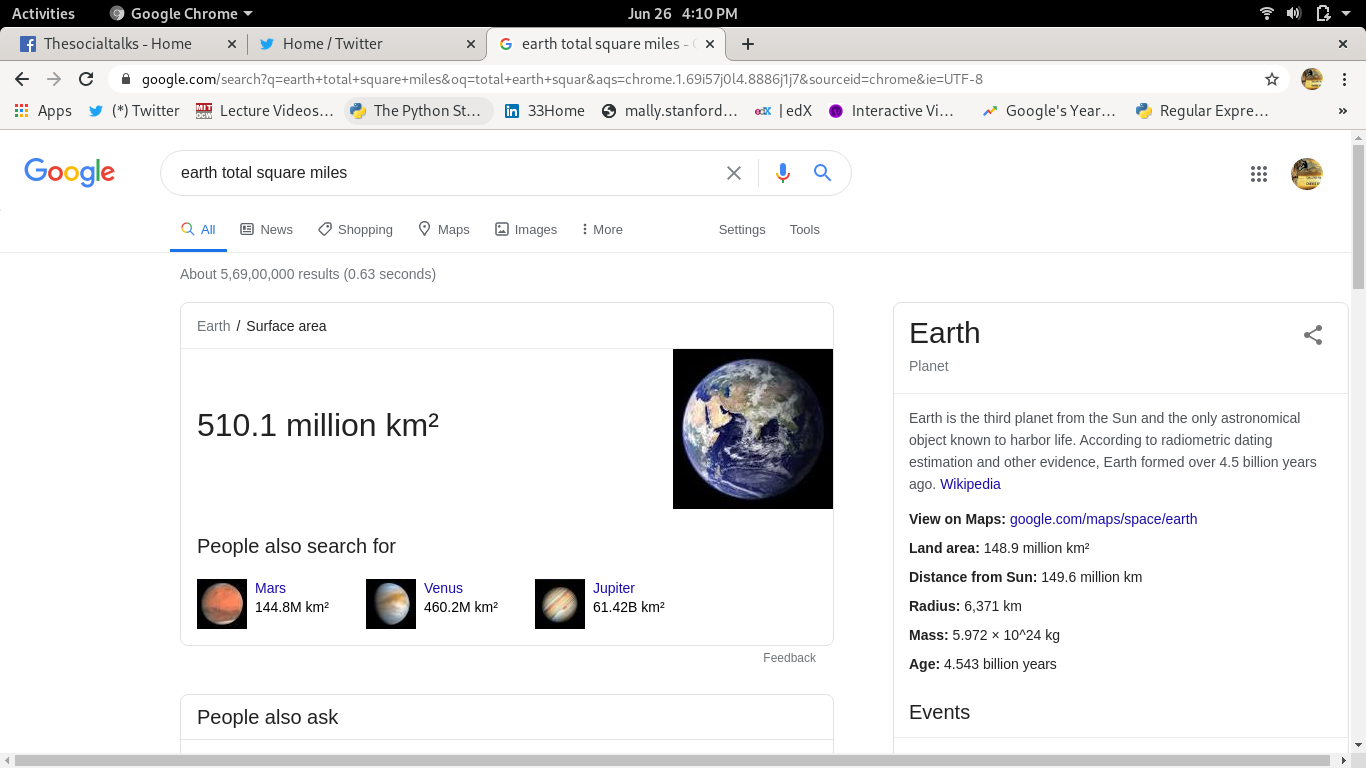 Activities
Google Chrome
Jun 26 4:10 PM
Thesocialtalks - Home
Home / Twitter
earth total square miles -
google.com/search?q=earth+total+square+miles&oq=total+earth+squar&aqs=chrome.1.69i57j0l4.8886j1j7&sourceid=chrome&ie=UTF-8
Apps
(*) Twitter
Lecture Videos…
The Python St…
33Home
mally.stanford…
| edX
Interactive Vi…
Google's Year…
Regular Expre…
»
Google
earth total square miles
All
News
Shopping
Maps
Images
More
Settings
Tools
About 5,69,00,000 results (0.63 seconds)
Earth / Surface area
510.1 million km²
People also search for
Mars
144.8M km²
Venus
460.2M km²
Jupiter
61.42B km²
Feedback
People also ask
Earth
Planet
Earth is the third planet from the Sun and the only astronomical
object known to harbor life. According to radiometric dating
estimation and other evidence, Earth formed over 4.5 billion years
ago. Wikipedia
View on Maps: google.com/maps/space/earth
Land area: 148.9 million km²
Distance from Sun: 149.6 million km
Radius: 6,371 km
Mass: 5.972 × 10^24 kg
Age: 4.543 billion years
Events